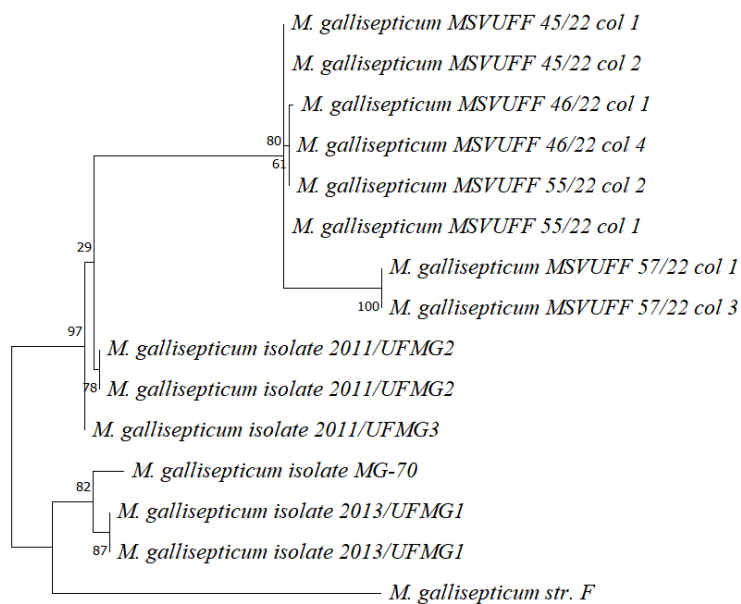 M. gallisepticum MSVUFF 45/22 col 1
M. gallisepticum MSVUFF 45/22 col 2
M. gallisepticum MSVUFF 46/22 col 1
80
M. gallisepticum MSVUFF 46/22 col 4
61
M. gallisepticum MSVUFF 55/22 col 2
M. gallisepticum MSVUFF 55/22 col 1
29
M. gallisepticum MSVUFF 57/22 col 1
100
M. gallisepticum MSVUFF 57/22 col 3
97
M. gallisepticum isolate 2011/UFMG2
78
M. gallisepticum isolate 2011/UFMG2
M. gallisepticum isolate 2011/UFMG3
M. gallisepticum isolate MG-70
82
M. gallisepticum isolate 2013/UFMG1
87
M. gallisepticum isolate 2013/UFMG1
M. gallisepticum str. F